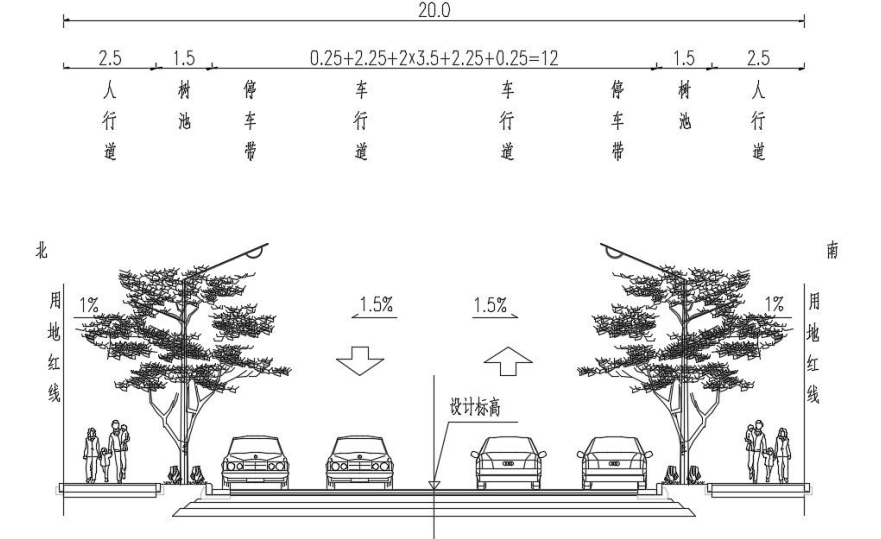 20.0
2.5
1.5
0.25+2.25+2×3.5+2.25+0.25=12
1.5
2.5
人行道
树池
停车带
车行道
车行道
停车带
树池
人行道
北
南
用地红线
1%
1.5%
1.5%
1%
用地红线
设计标高